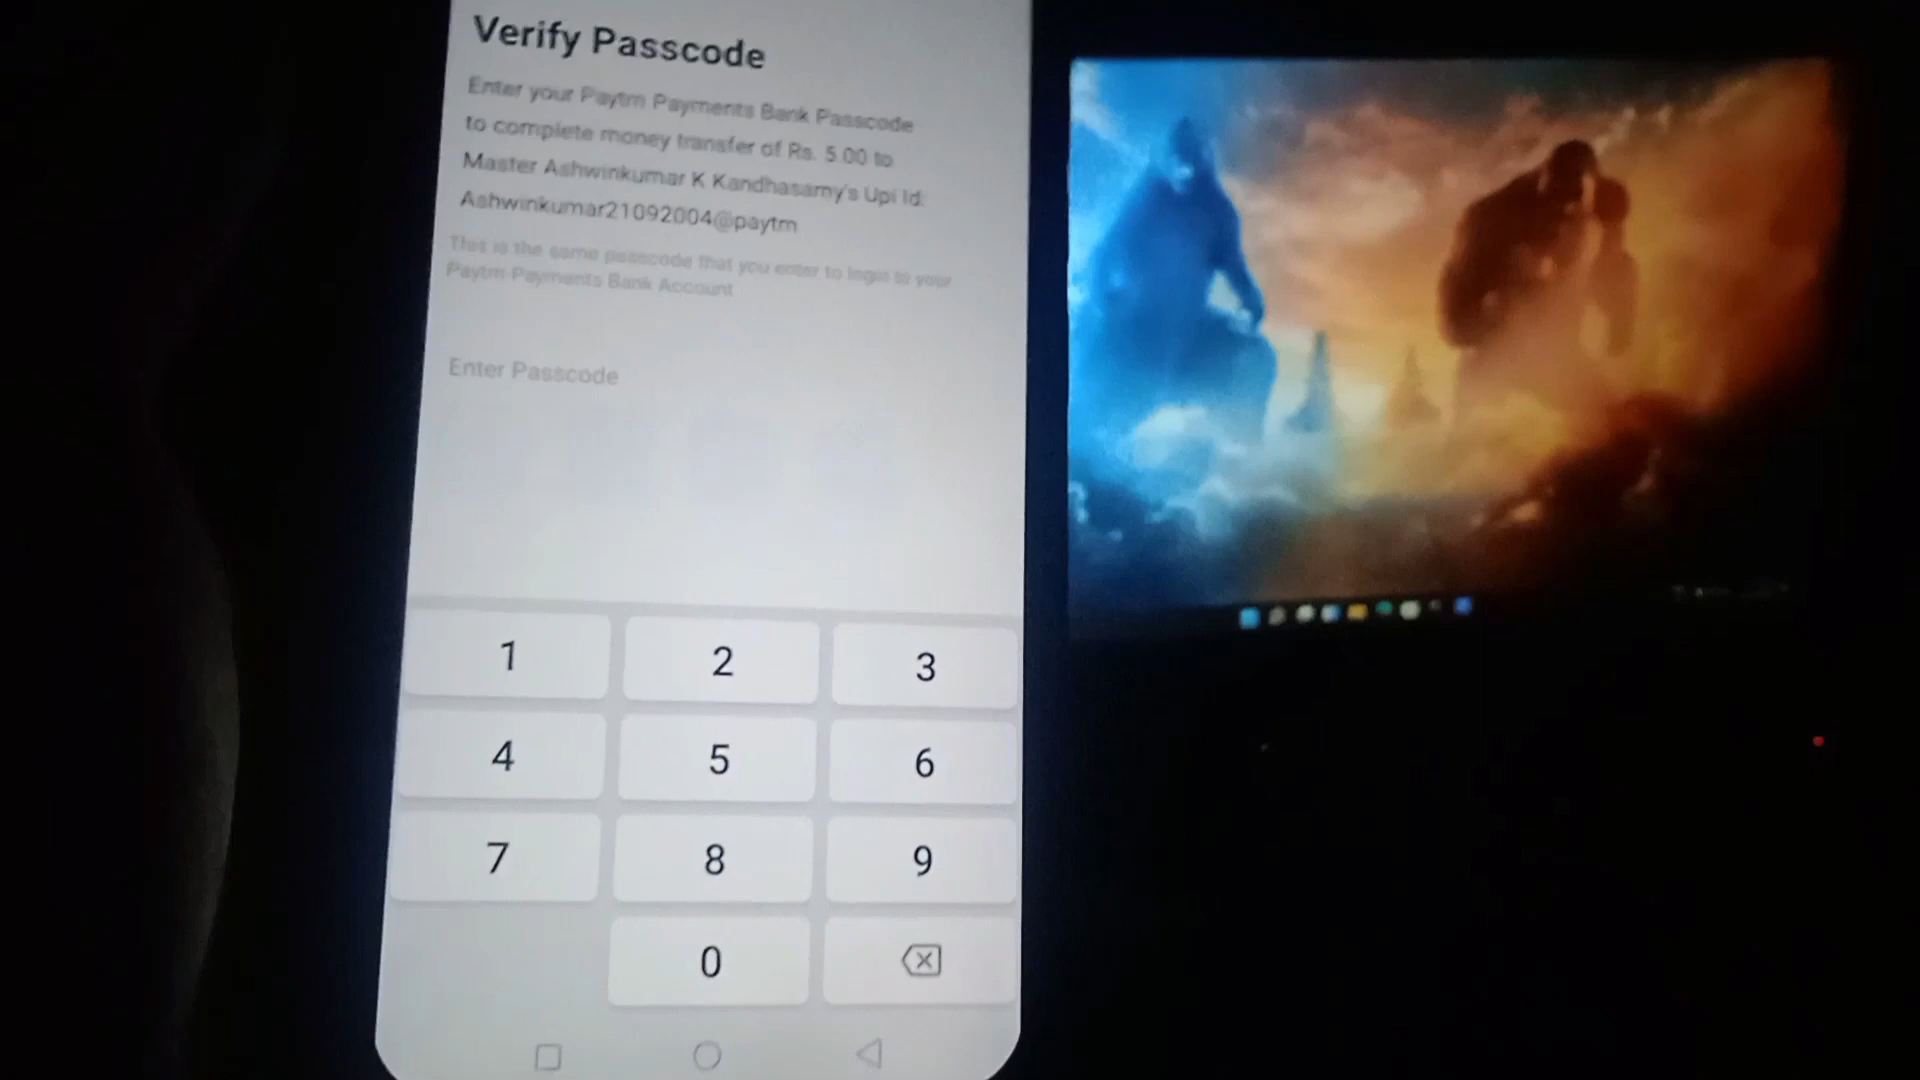 Verify Passcode
Enter your Paytm Payments Bank Passcode
to complete money transfer of Rs. 5.00 to
Master Ashwinkumar K Kandhasamy's Upi Id:
Ashwinkumar21092004@paytm
This is the same passcode that you enter to login to your
Paytm Payments Bank Account
Enter Passcode
1 2 3
4 5 6
7 8 9
0